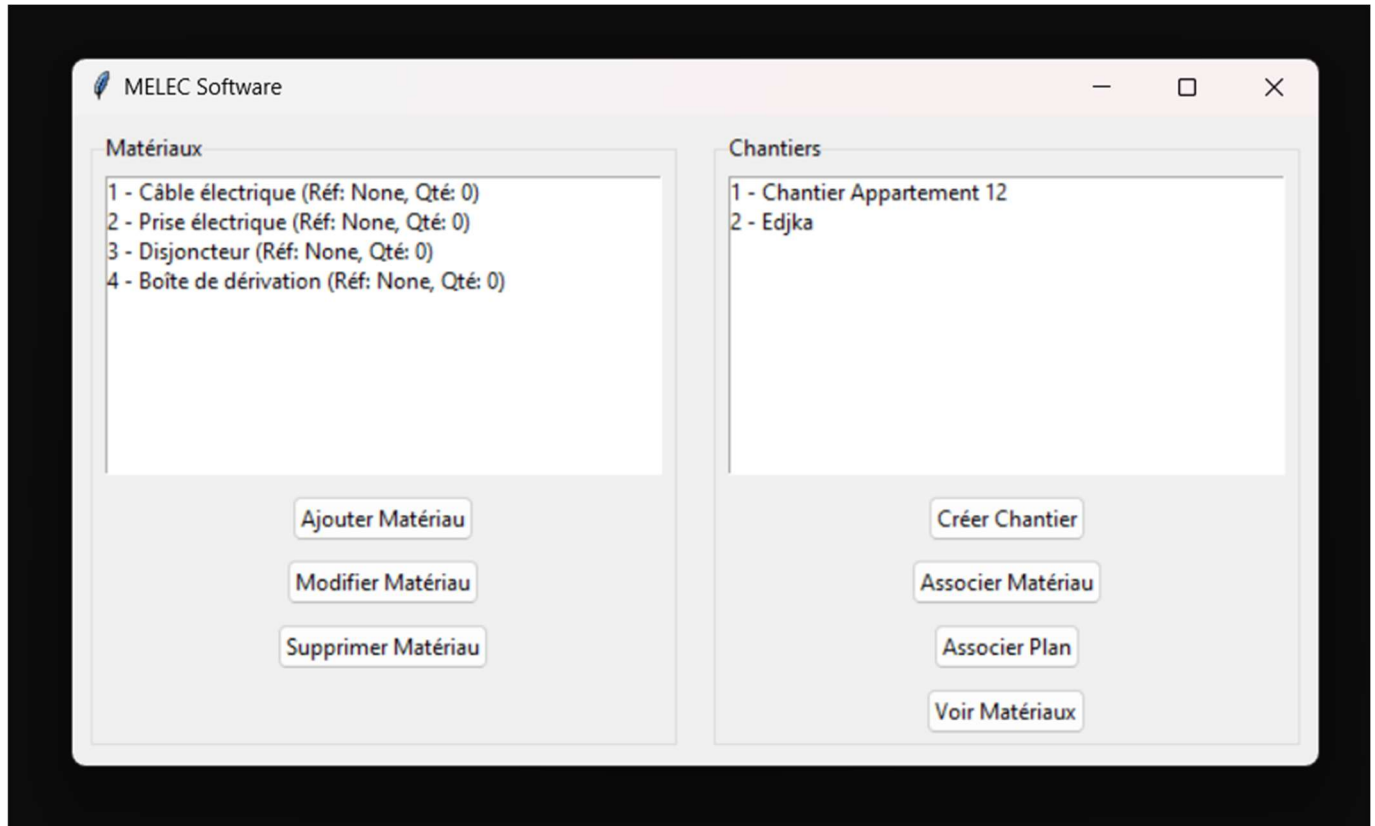 MELEC Software
Matériaux
1 - Câble électrique (Réf: None, Qté: 0)
2 - Prise électrique (Réf: None, Qté: 0)
3 - Disjoncteur (Réf: None, Qté: 0)
4 - Boîte de dérivation (Réf: None, Qté: 0)
Ajouter Matériau
Modifier Matériau
Supprimer Matériau
Chantiers
1 - Chantier Appartement 12
2 - Edjka
Créer Chantier
Associer Matériau
Associer Plan
Voir Matériaux